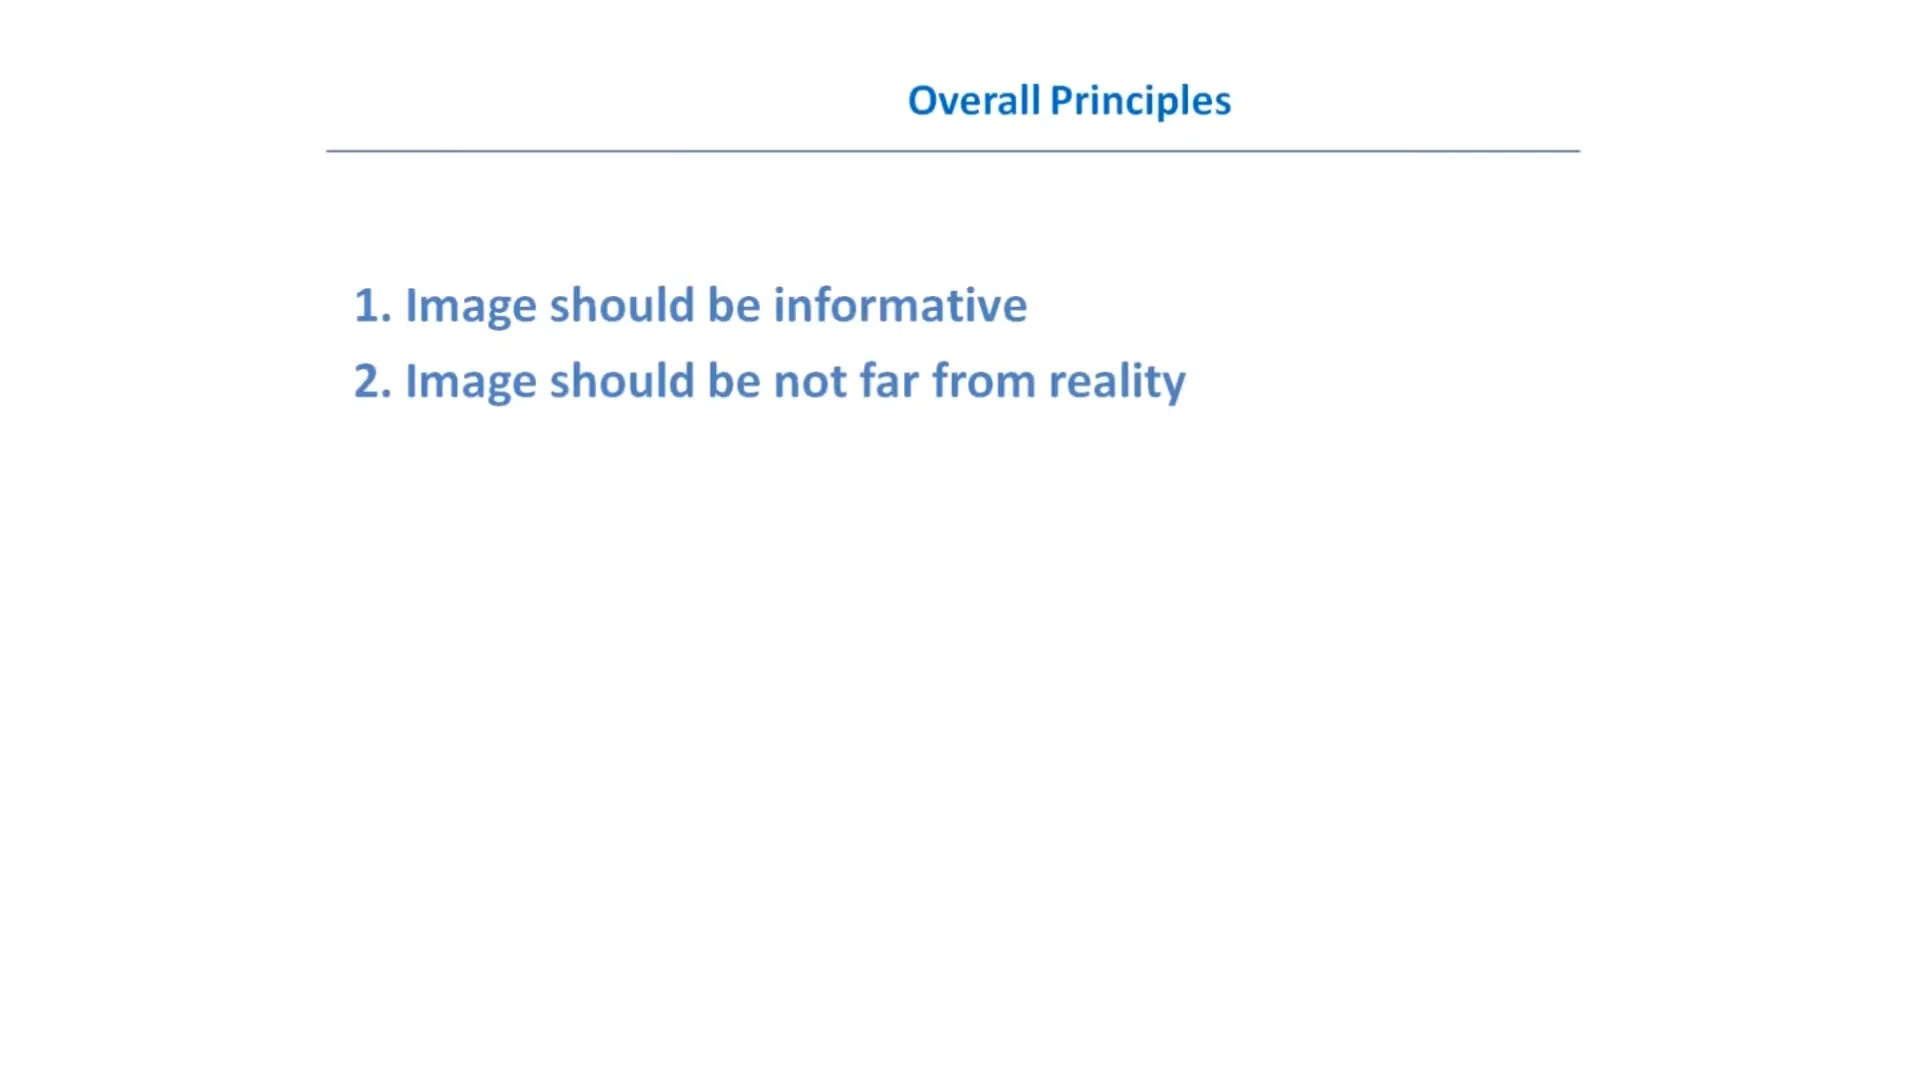 Overall Principles
1. Image should be informative
2. Image should be not far from reality